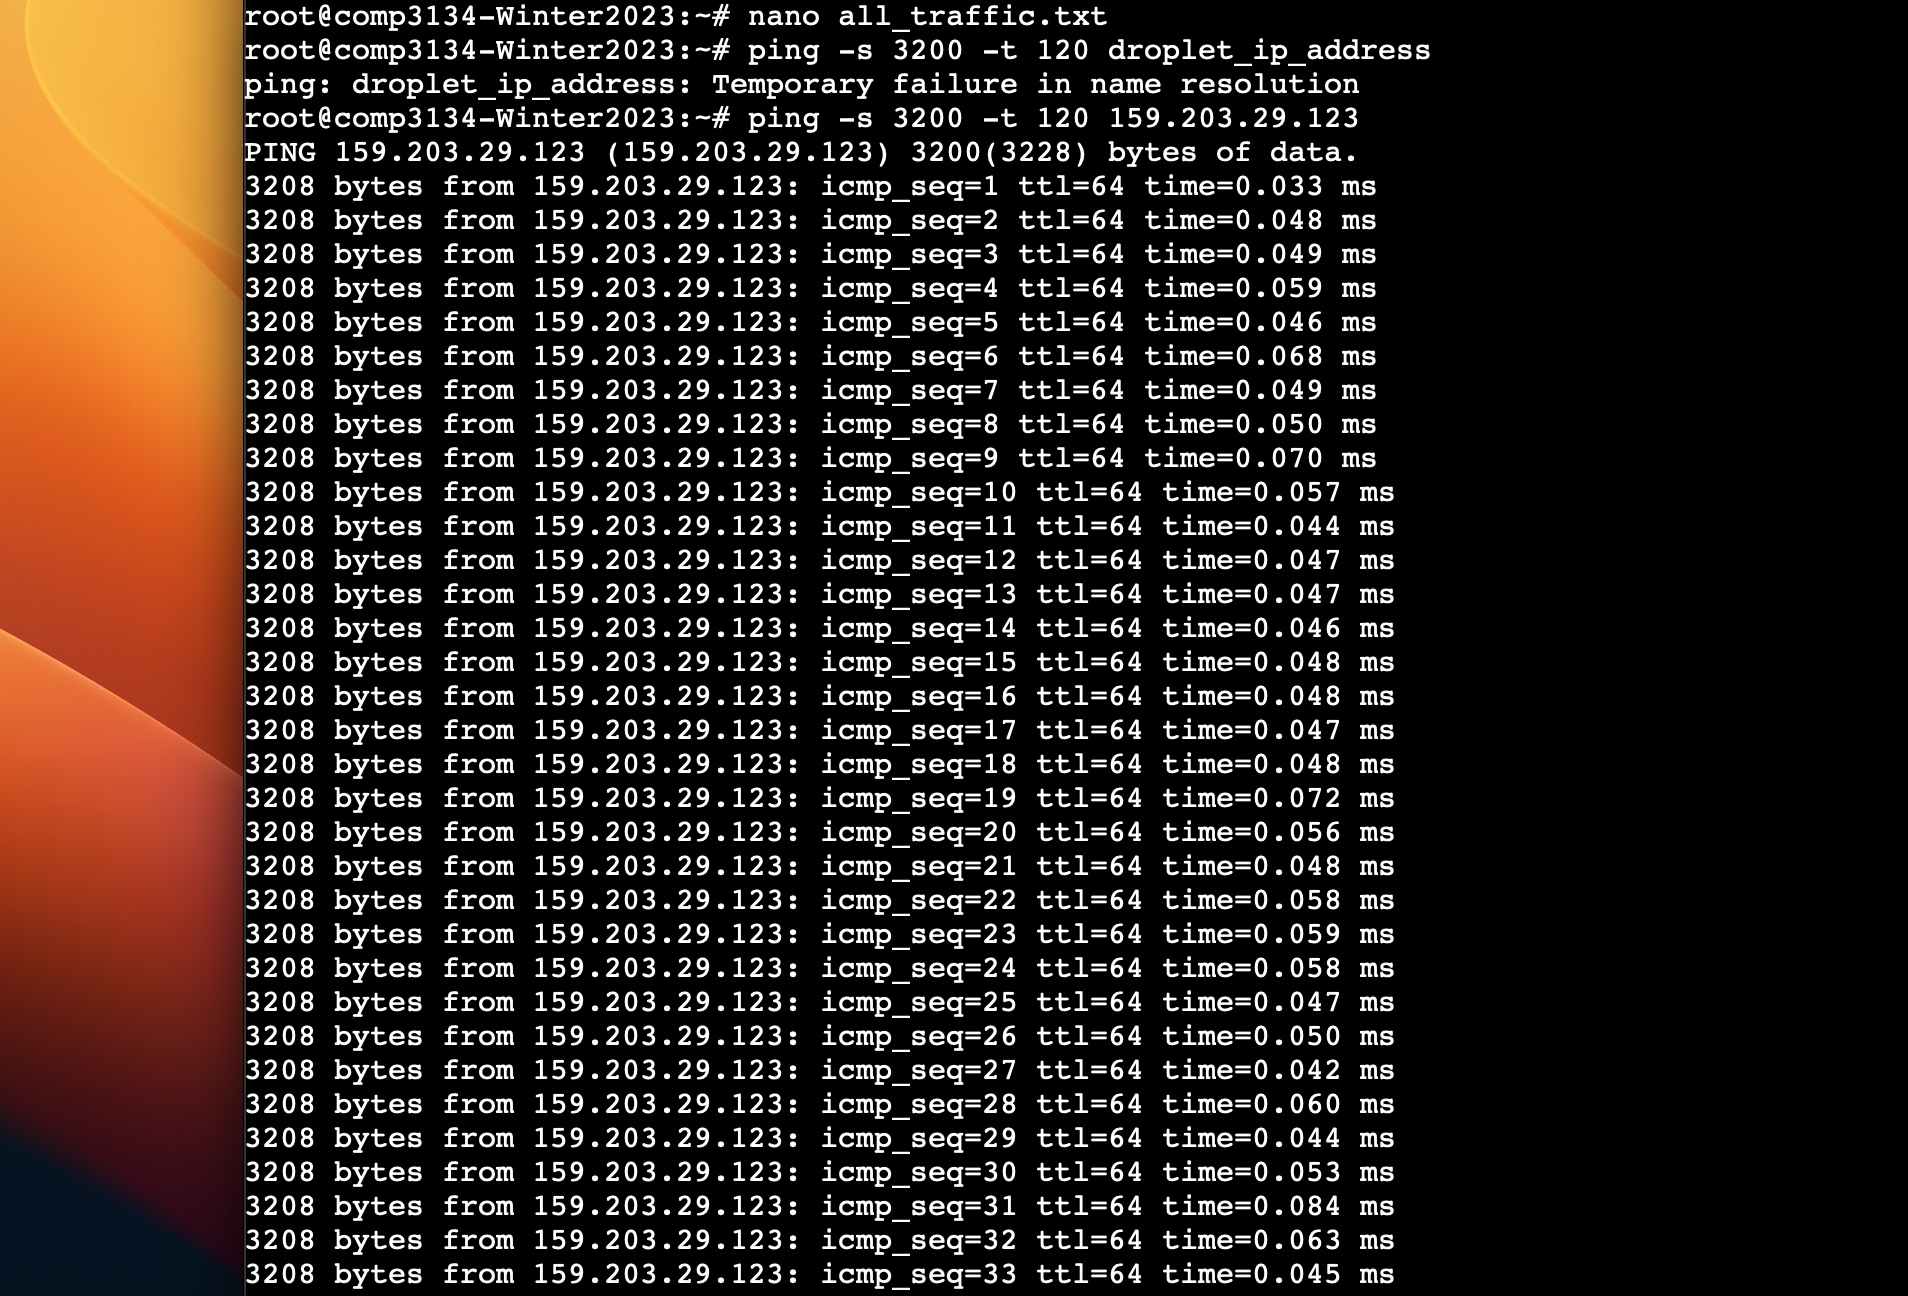 root@comp3134-Winter2023:~# nano all_traffic.txt
root@comp3134-Winter2023:~# ping -s 3200 -t 120 droplet_ip_address
ping: droplet_ip_address: Temporary failure in name resolution
root@comp3134-Winter2023:~# ping -s 3200 -t 120 159.203.29.123
PING 159.203.29.123 (159.203.29.123) 3200(3228) bytes of data.
3208 bytes from 159.203.29.123: icmp_seq=1 ttl=64 time=0.033 ms
3208 bytes from 159.203.29.123: icmp_seq=2 ttl=64 time=0.048 ms
3208 bytes from 159.203.29.123: icmp_seq=3 ttl=64 time=0.049 ms
3208 bytes from 159.203.29.123: icmp_seq=4 ttl=64 time=0.059 ms
3208 bytes from 159.203.29.123: icmp_seq=5 ttl=64 time=0.046 ms
3208 bytes from 159.203.29.123: icmp_seq=6 ttl=64 time=0.068 ms
3208 bytes from 159.203.29.123: icmp_seq=7 ttl=64 time=0.049 ms
3208 bytes from 159.203.29.123: icmp_seq=8 ttl=64 time=0.050 ms
3208 bytes from 159.203.29.123: icmp_seq=9 ttl=64 time=0.070 ms
3208 bytes from 159.203.29.123: icmp_seq=10 ttl=64 time=0.057 ms
3208 bytes from 159.203.29.123: icmp_seq=11 ttl=64 time=0.044 ms
3208 bytes from 159.203.29.123: icmp_seq=12 ttl=64 time=0.047 ms
3208 bytes from 159.203.29.123: icmp_seq=13 ttl=64 time=0.047 ms
3208 bytes from 159.203.29.123: icmp_seq=14 ttl=64 time=0.046 ms
3208 bytes from 159.203.29.123: icmp_seq=15 ttl=64 time=0.048 ms
3208 bytes from 159.203.29.123: icmp_seq=16 ttl=64 time=0.048 ms
3208 bytes from 159.203.29.123: icmp_seq=17 ttl=64 time=0.047 ms
3208 bytes from 159.203.29.123: icmp_seq=18 ttl=64 time=0.048 ms
3208 bytes from 159.203.29.123: icmp_seq=19 ttl=64 time=0.072 ms
3208 bytes from 159.203.29.123: icmp_seq=20 ttl=64 time=0.056 ms
3208 bytes from 159.203.29.123: icmp_seq=21 ttl=64 time=0.048 ms
3208 bytes from 159.203.29.123: icmp_seq=22 ttl=64 time=0.058 ms
3208 bytes from 159.203.29.123: icmp_seq=23 ttl=64 time=0.059 ms
3208 bytes from 159.203.29.123: icmp_seq=24 ttl=64 time=0.058 ms
3208 bytes from 159.203.29.123: icmp_seq=25 ttl=64 time=0.047 ms
3208 bytes from 159.203.29.123: icmp_seq=26 ttl=64 time=0.050 ms
3208 bytes from 159.203.29.123: icmp_seq=27 ttl=64 time=0.042 ms
3208 bytes from 159.203.29.123: icmp_seq=28 ttl=64 time=0.060 ms
3208 bytes from 159.203.29.123: icmp_seq=29 ttl=64 time=0.044 ms
3208 bytes from 159.203.29.123: icmp_seq=30 ttl=64 time=0.053 ms
3208 bytes from 159.203.29.123: icmp_seq=31 ttl=64 time=0.084 ms
3208 bytes from 159.203.29.123: icmp_seq=32 ttl=64 time=0.063 ms
3208 bytes from 159.203.29.123: icmp_seq=33 ttl=64 time=0.045 ms